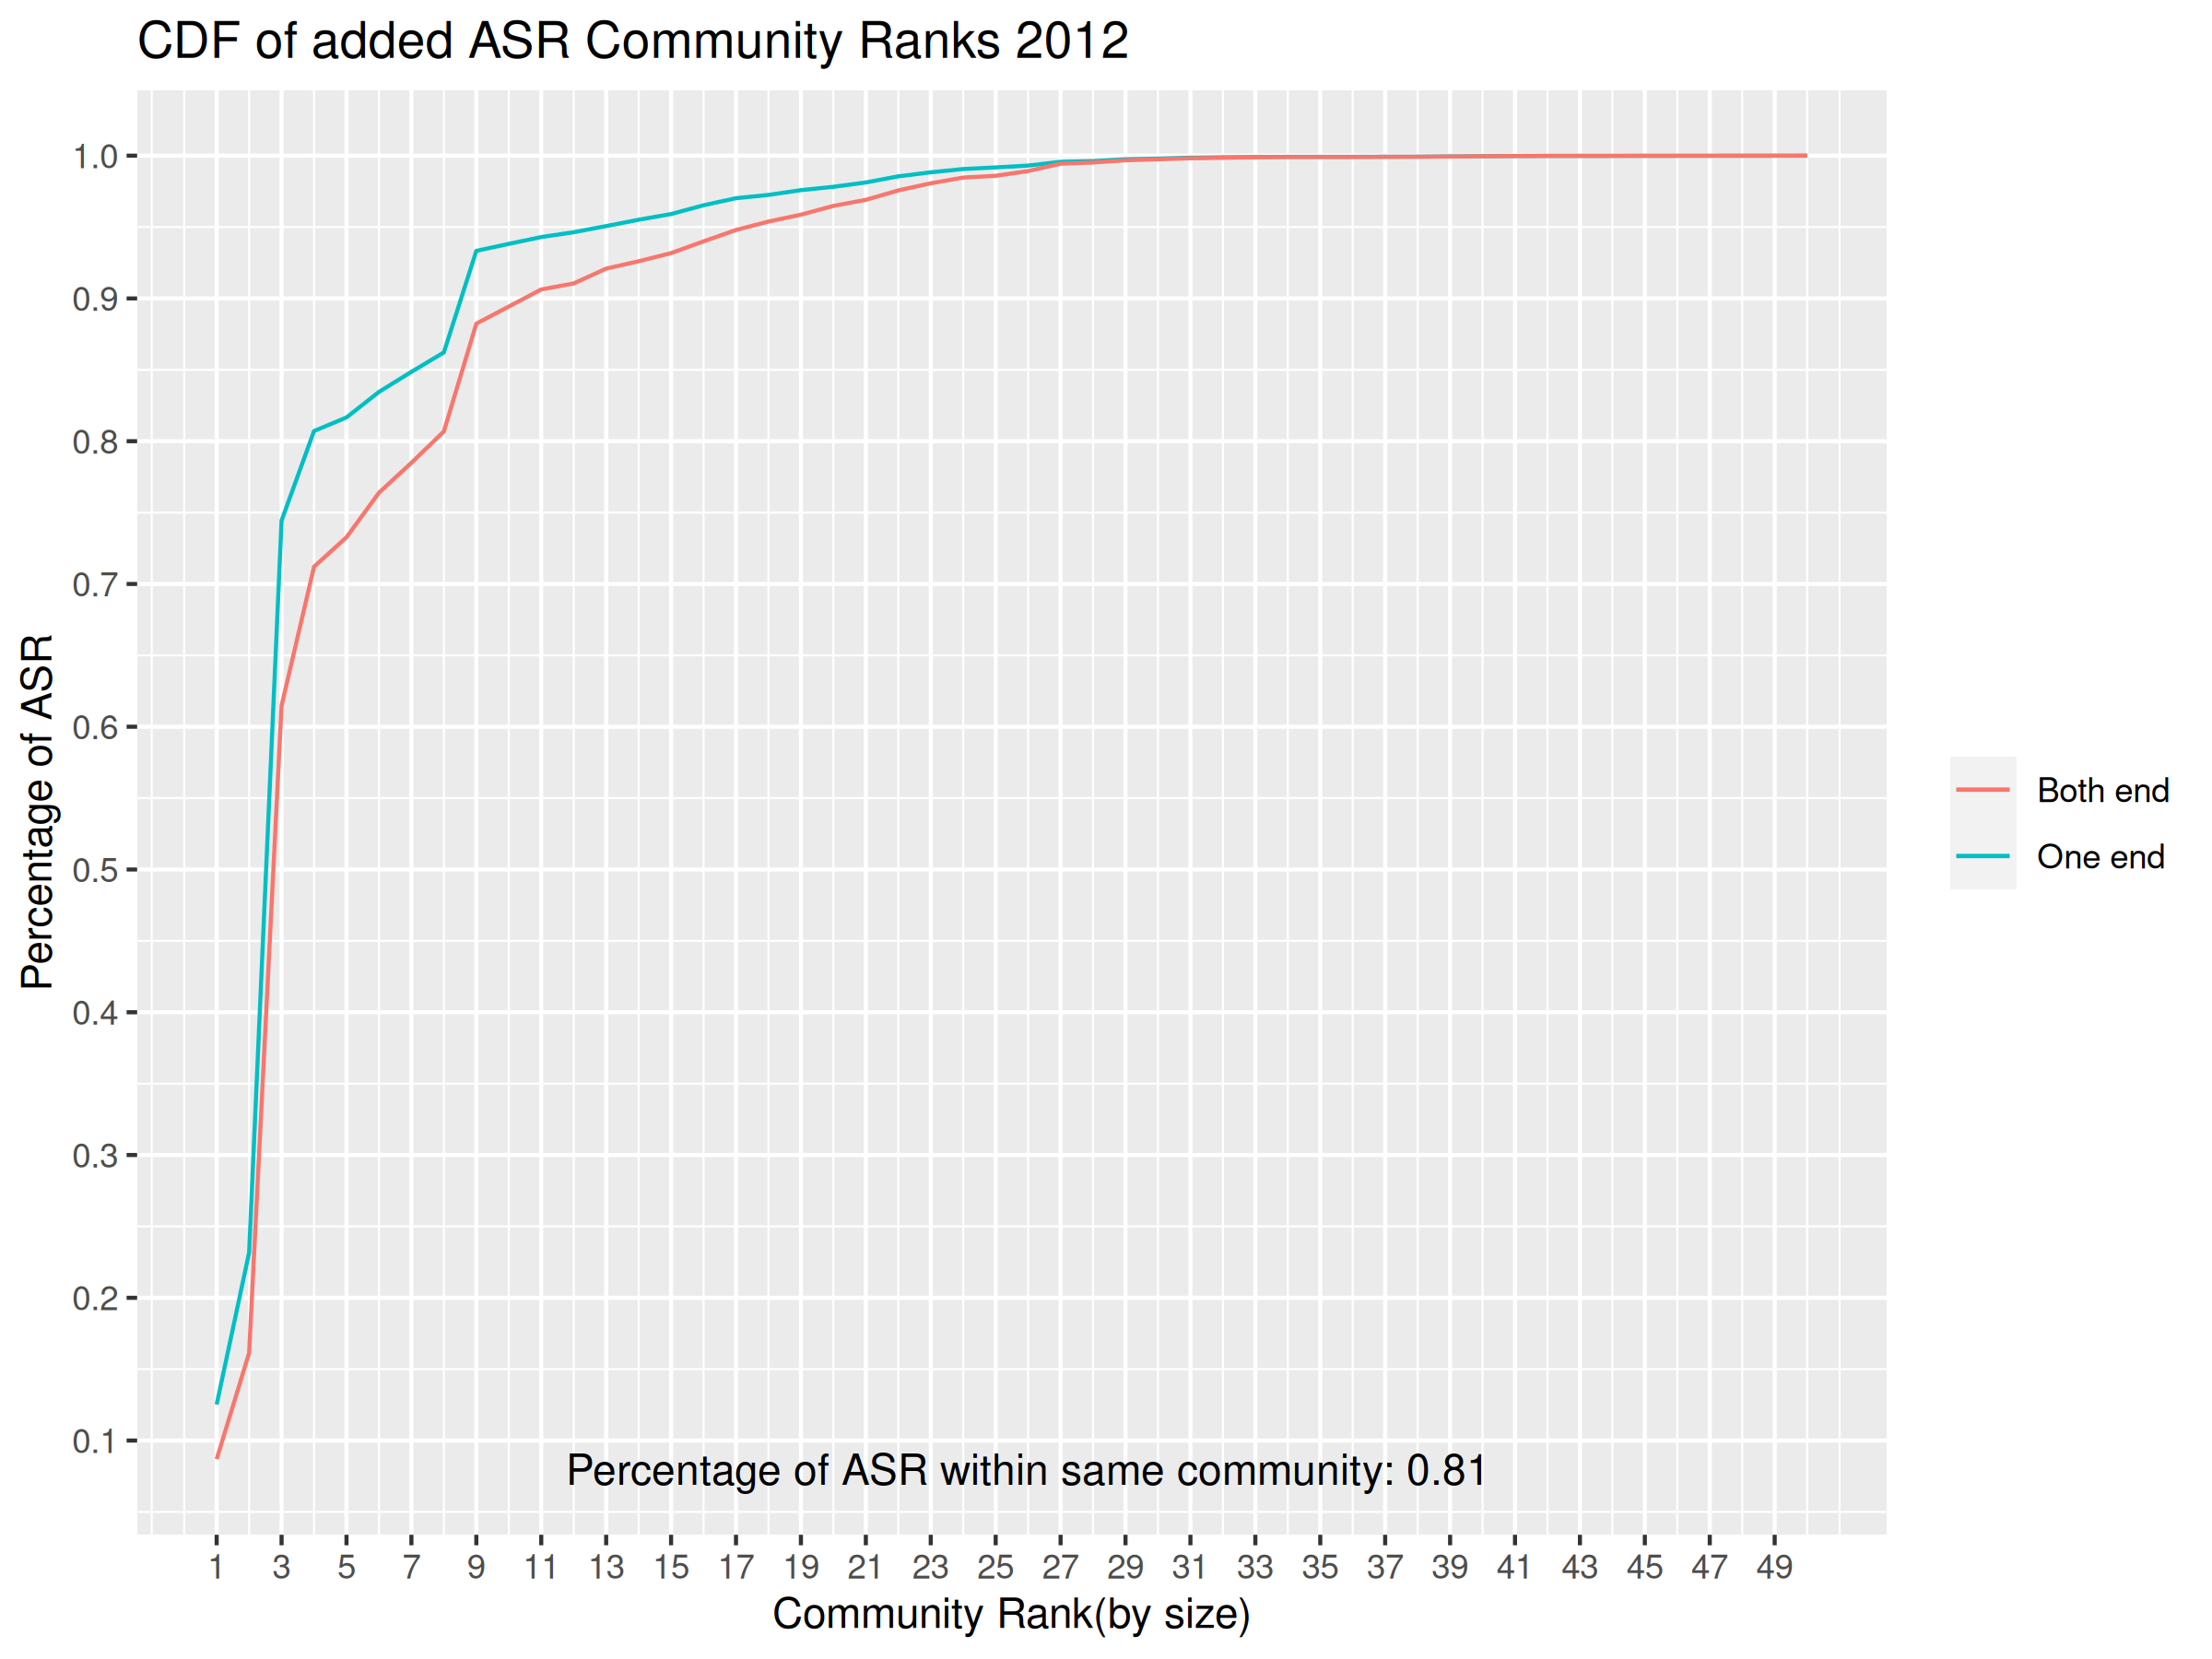 CDF of added ASR Community Ranks 2012
Percentage of ASR
1.0
0.9
0.8
0.7
0.6
0.5
0.4
0.3
0.2
0.1
Percentage of ASR within same community: 0.81
1 3 5 7 9 11 13 15 17 19 21 23 25 27 29 31 33 35 37 39 41 43 45 47 49
Community Rank(by size)
Both end
One end